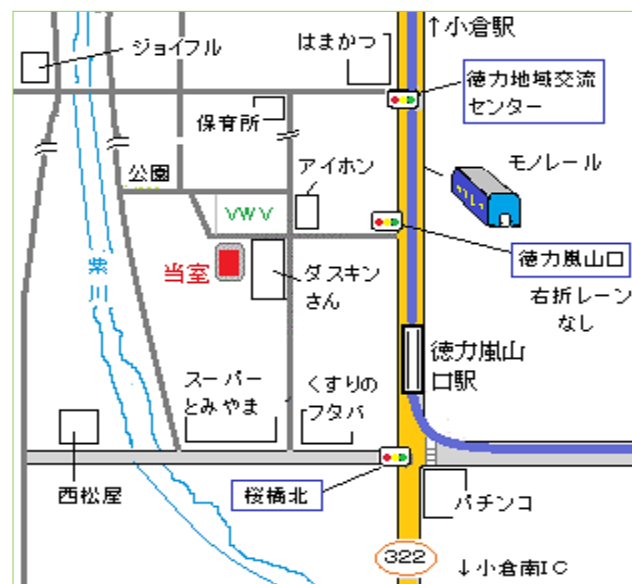 ↑小倉駅
はまかつ
ジョイフル
徳力地域交流
センター
保育所
モノレール
アイホン
公園
VWV
徳力嵐山口
紫川
当室
ダスキン
さん
右折レーン
なし
徳力嵐山
口駅
スーパー
とみやま
くすりの
フタバ
西松屋
桜橋北
パチンコ
322
↓小倉南IC